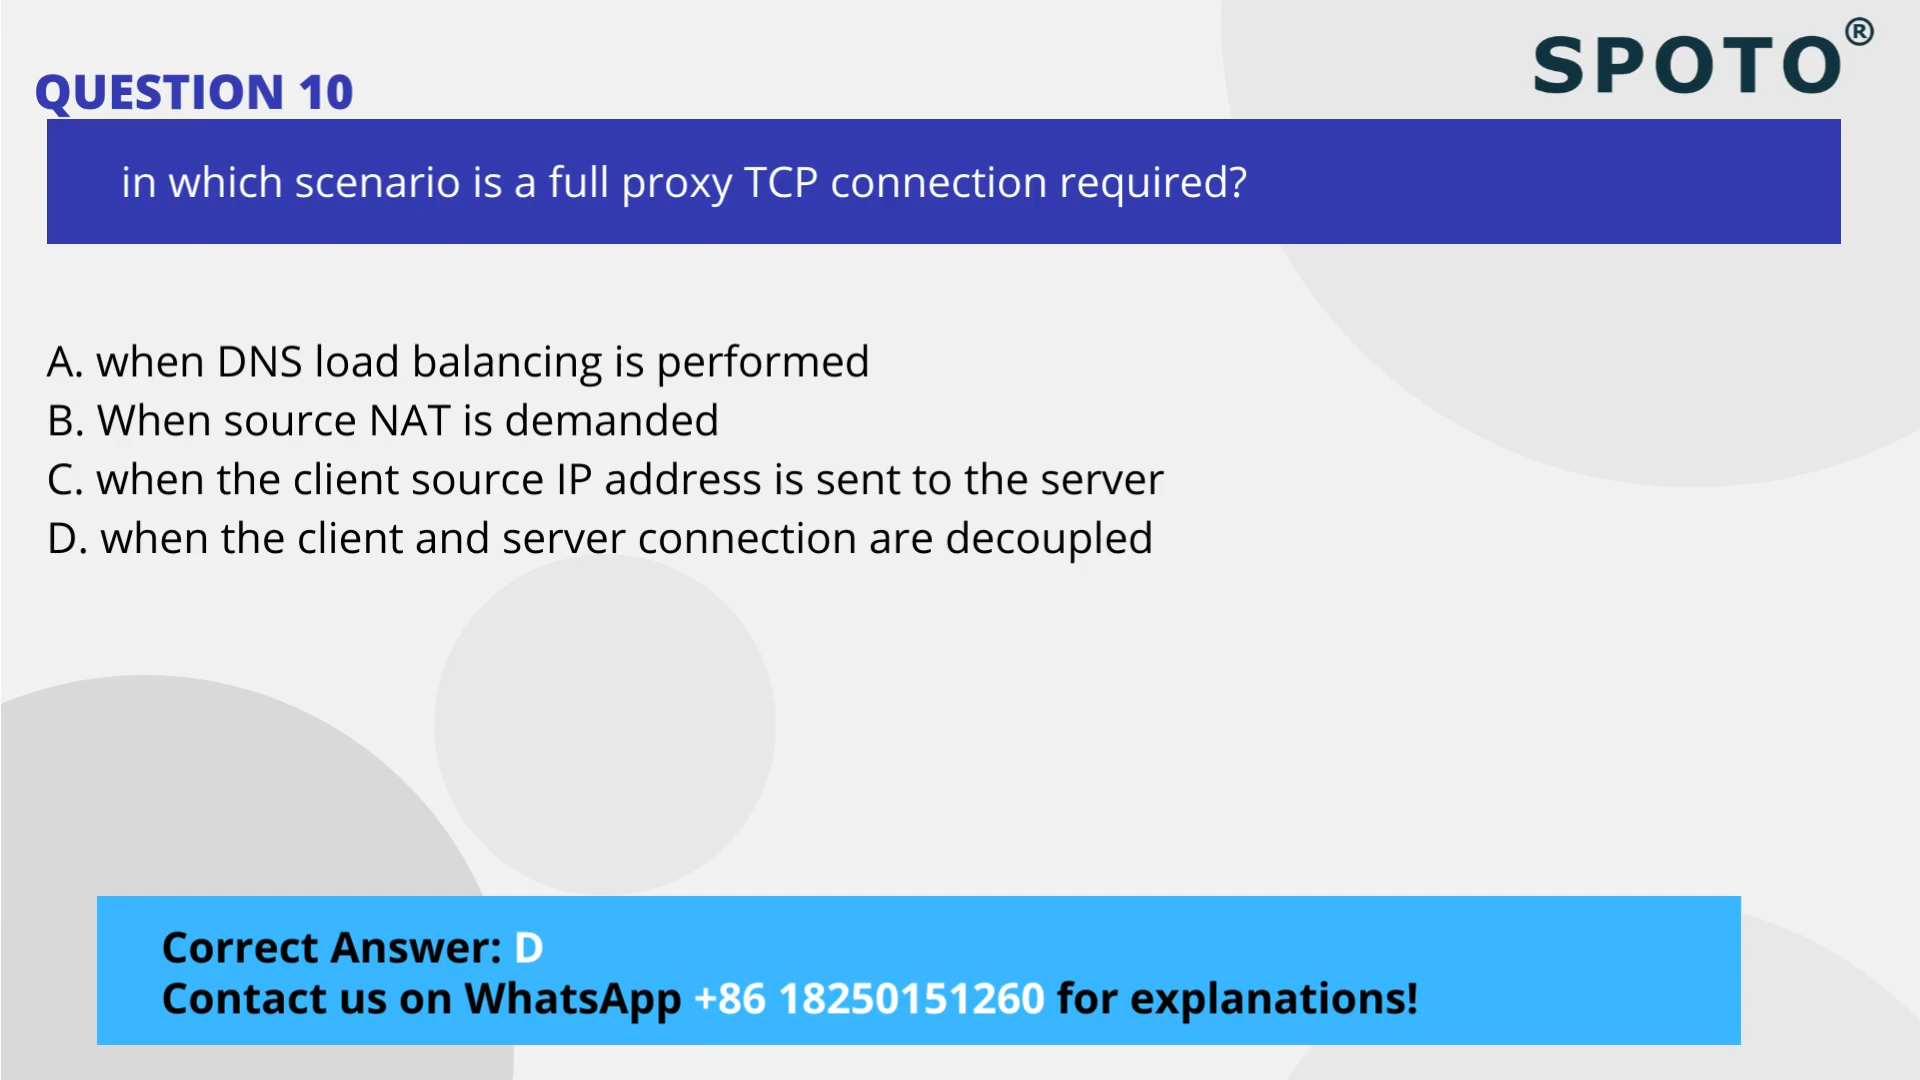 SPOTO®
QUESTION 10
in which scenario is a full proxy TCP connection required?
A. when DNS load balancing is performed
B. When source NAT is demanded
C. when the client source IP address is sent to the server
D. when the client and server connection are decoupled
Correct Answer: D
Contact us on WhatsApp +86 18250151260 for explanations!